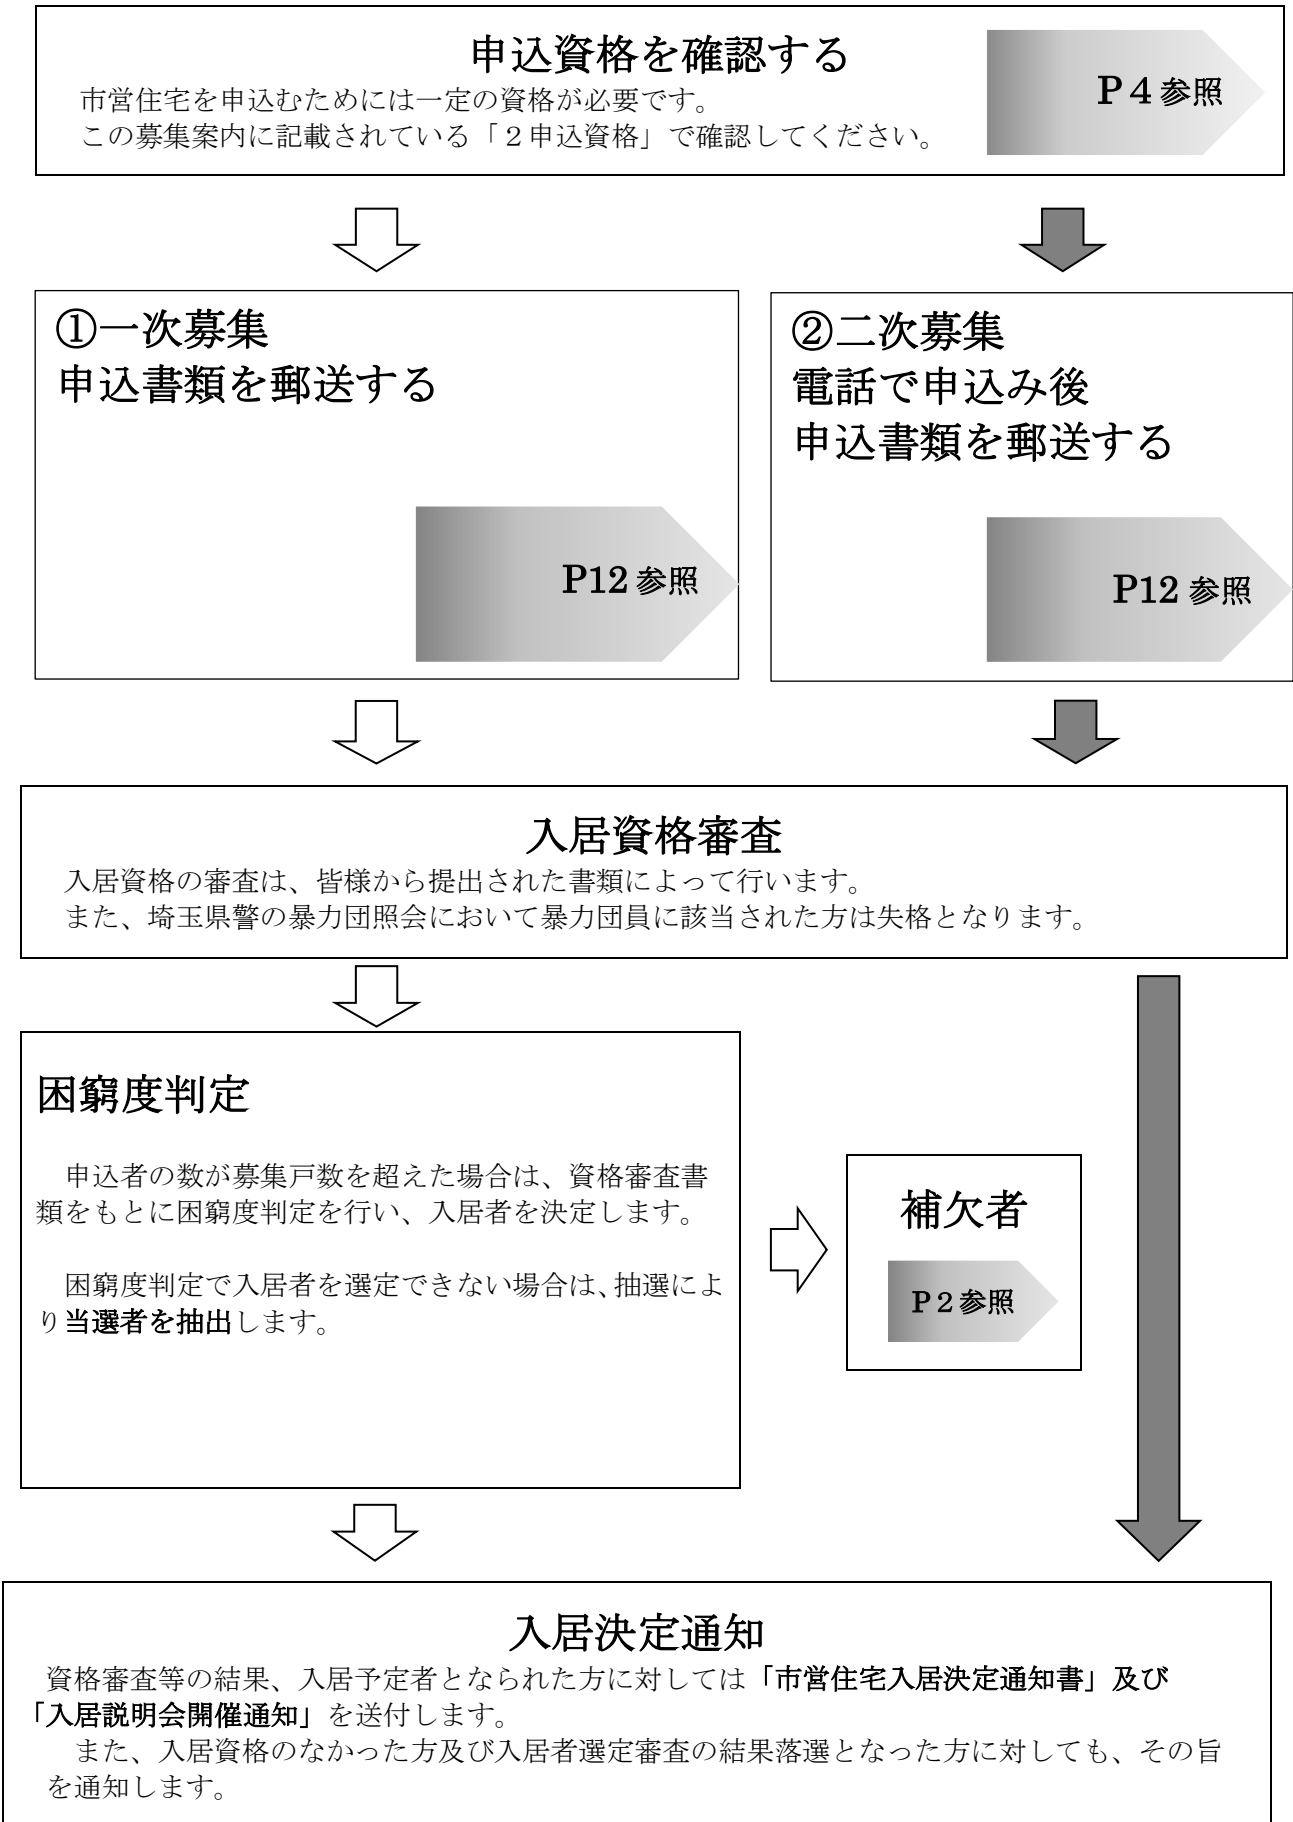 申込資格を確認する
市営住宅を申込むためには一定の資格が必要です。
この募集案内に記載されている「２申込資格」で確認してください。
Ｐ４参照
①一次募集
申込書類を郵送する
P12 参照
②二次募集
電話で申込み後
申込書類を郵送する
P12 参照
入居資格審査
入居資格の審査は、皆様から提出された書類によって行います。
また、埼玉県警の暴力団照会において暴力団員に該当された方は失格となります。
困窮度判定
申込者の数が募集戸数を超えた場合は、資格審査書
類をもとに困窮度判定を行い、入居者を決定します。
困窮度判定で入居者を選定できない場合は、抽選によ
り当選者を抽出します。
補欠者
Ｐ２参照
入居決定通知
資格審査等の結果、入居予定者となられた方に対しては「市営住宅入居決定通知書」及び
「入居説明会開催通知」を送付します。
また、入居資格のなかった方及び入居者選定審査の結果落選となった方に対しても、その旨
を通知します。